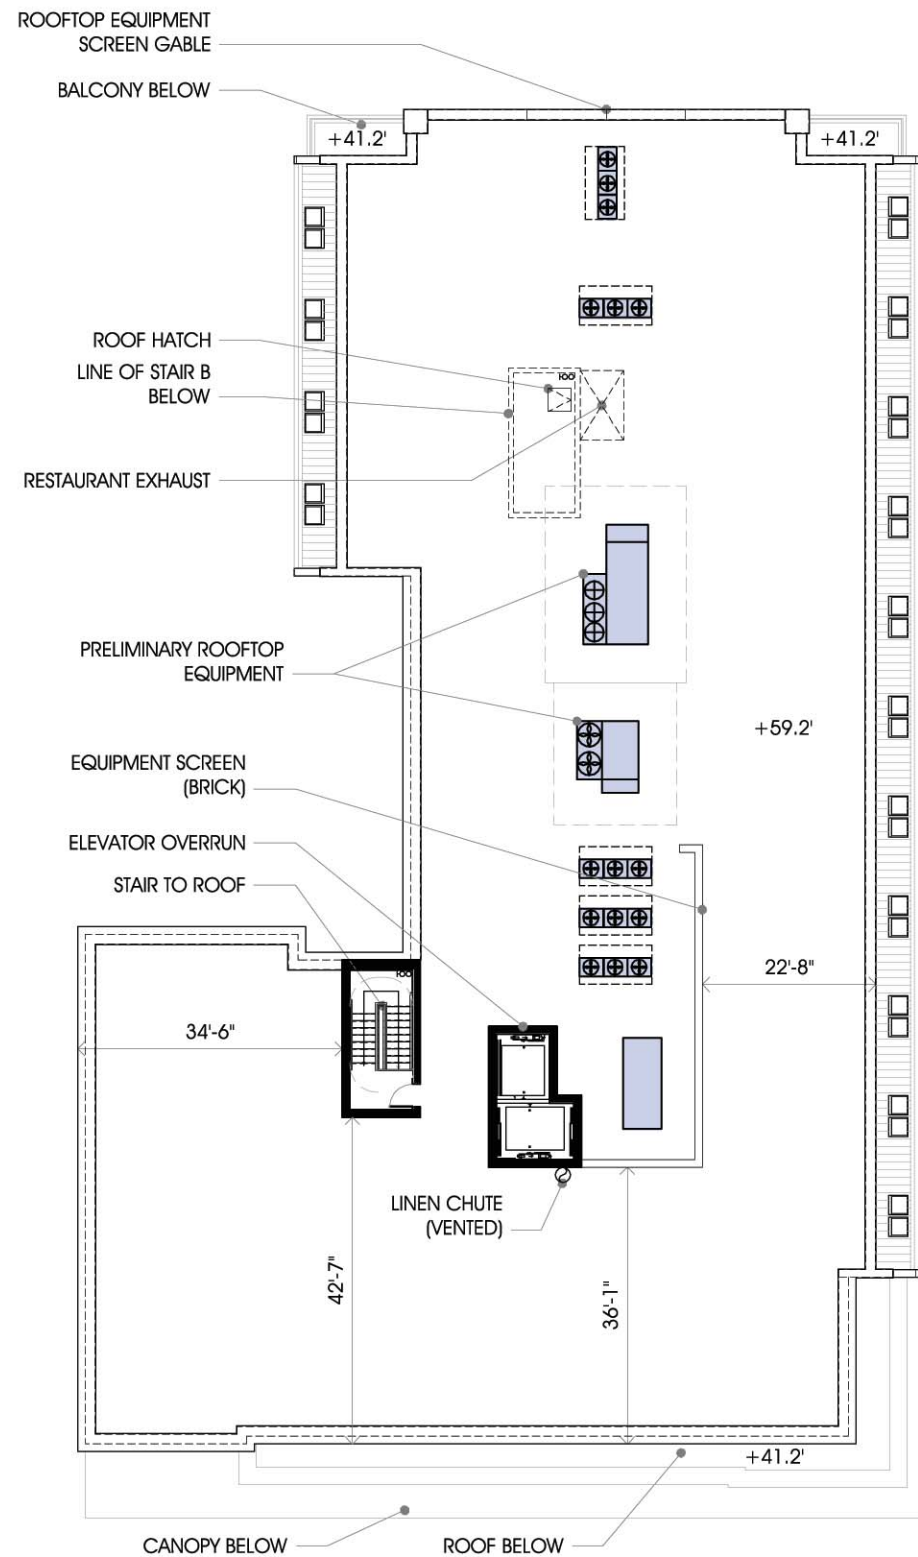 ROOFTOP EQUIPMENT
SCREEN GABLE
BALCONY BELOW
+41.2'
+41.2'
ROOF HATCH
LINE OF STAIR B
BELOW
RESTAURANT EXHAUST
PRELIMINARY ROOFTOP
EQUIPMENT
+59.2'
EQUIPMENT SCREEN
(BRICK)
ELEVATOR OVERRUN
STAIR TO ROOF
22'-8"
34'-6"
LINEN CHUTE
(VENTED)
42'-7"
36'-1"
+41.2'
CANOPY BELOW
ROOF BELOW